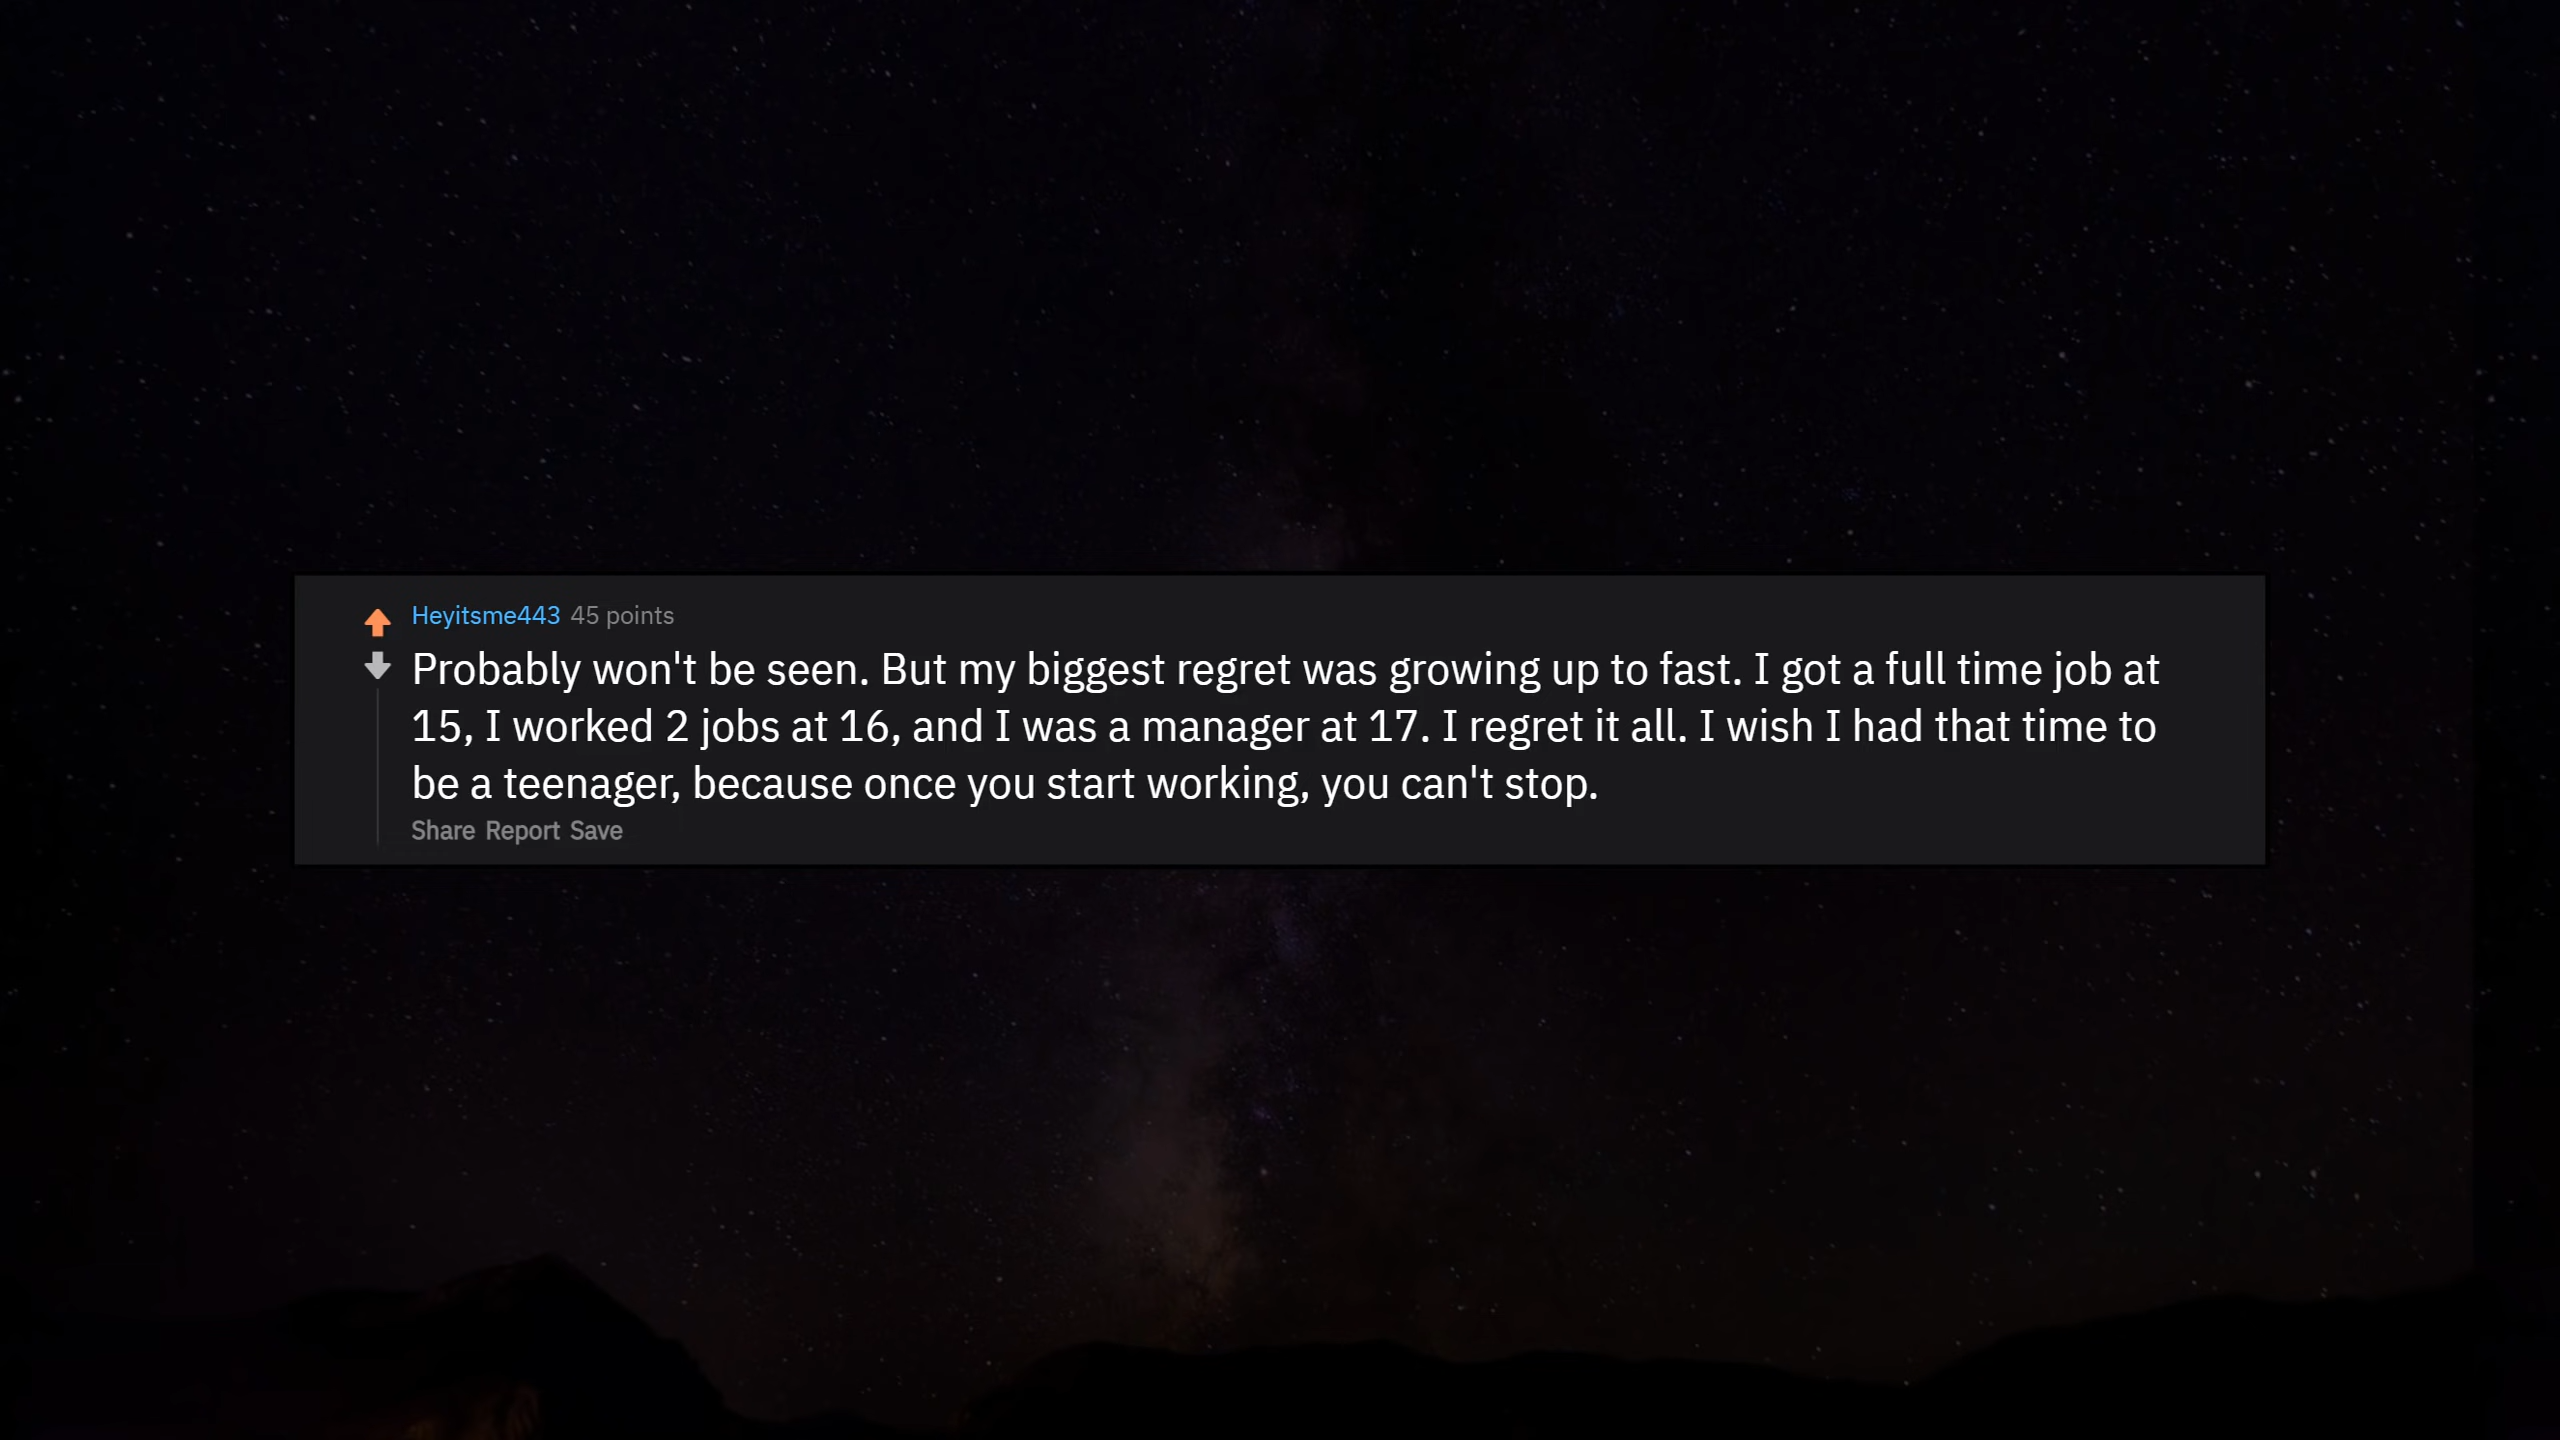 Heyitsme443 45 points
Probably won't be seen. But my biggest regret was growing up to fast. I got a full time job at
15, I worked 2 jobs at 16, and I was a manager at 17. I regret it all. I wish I had that time to
be a teenager, because once you start working, you can't stop.
Share Report Save